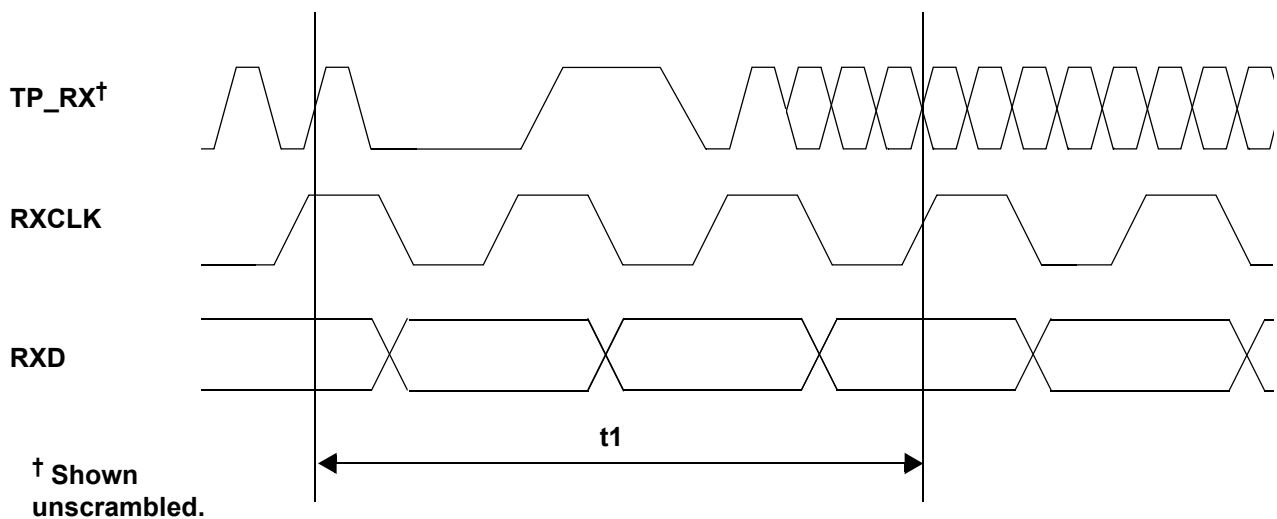 TP_RX†
RXCLK
RXD
t1
† Shown
unscrambled.